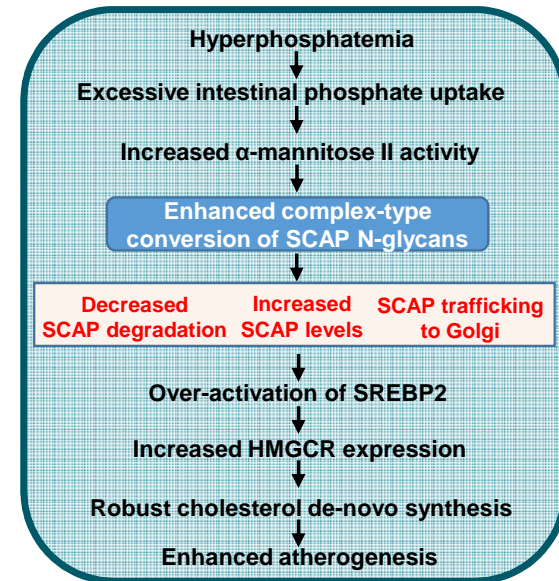 Hyperphosphatemia
Excessive intestinal phosphate uptake
Increased α-mannitose II activity
Enhanced complex-type
conversion of SCAP N-glycans
Decreased
SCAP degradation
Increased
SCAP levels
SCAP trafficking
to Golgi
Over-activation of SREBP2
Increased HMGCR expression
Robust cholesterol de-novo synthesis
Enhanced atherogenesis